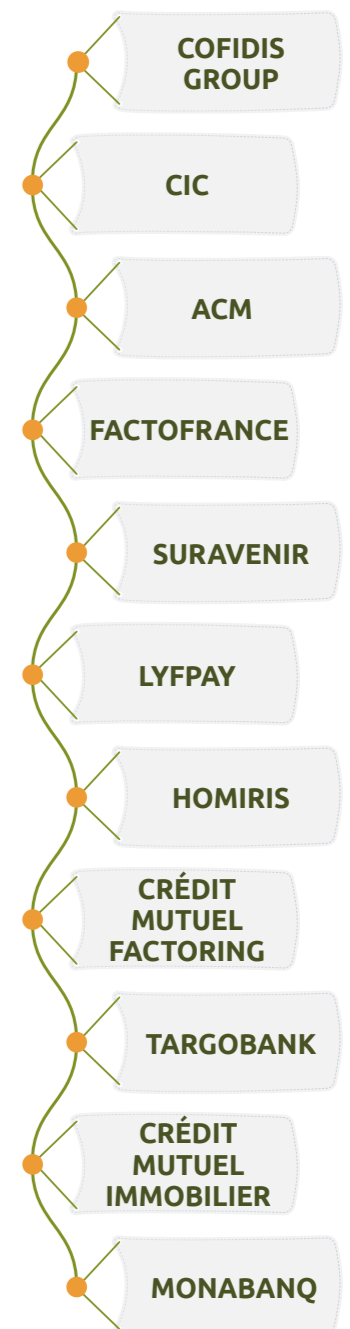 COFIDIS
GROUP
CIC
ACM
FACTOFRANCE
SURAVENIR
LYFPAY
HOMIRIS
CRÉDIT
MUTUEL
FACTORING
TARGOBANK
CRÉDIT
MUTUEL
IMMOBILIER
MONABANQ